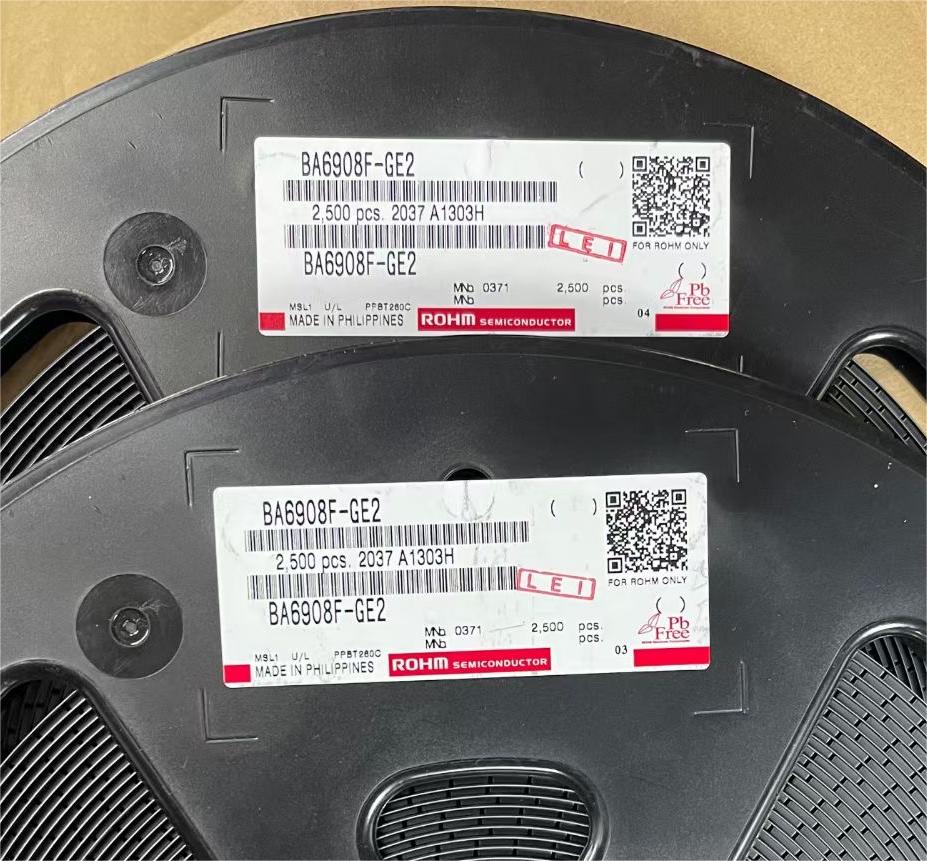 BA6908F-GE2
( )
2,500 pcs. 2037 A1303H
LEI
FOR ROHM ONLY
BA6908F-GE2
( )
MNo 0371 2,500 pcs.
MNo pcs.
Pb
Free
MSL1 U/L PPBT260C
MADE IN PHILIPPINES
ROHM SEMICONDUCTOR
04
BA6908F-GE2
( )
2,500 pcs. 2037 A1303H
LEI
FOR ROHM ONLY
BA6908F-GE2
( )
MNo 0371 2,500 pcs.
MNo pcs.
Pb
Free
MSL1 U/L PPBT260C
MADE IN PHILIPPINES
ROHM SEMICONDUCTOR
03